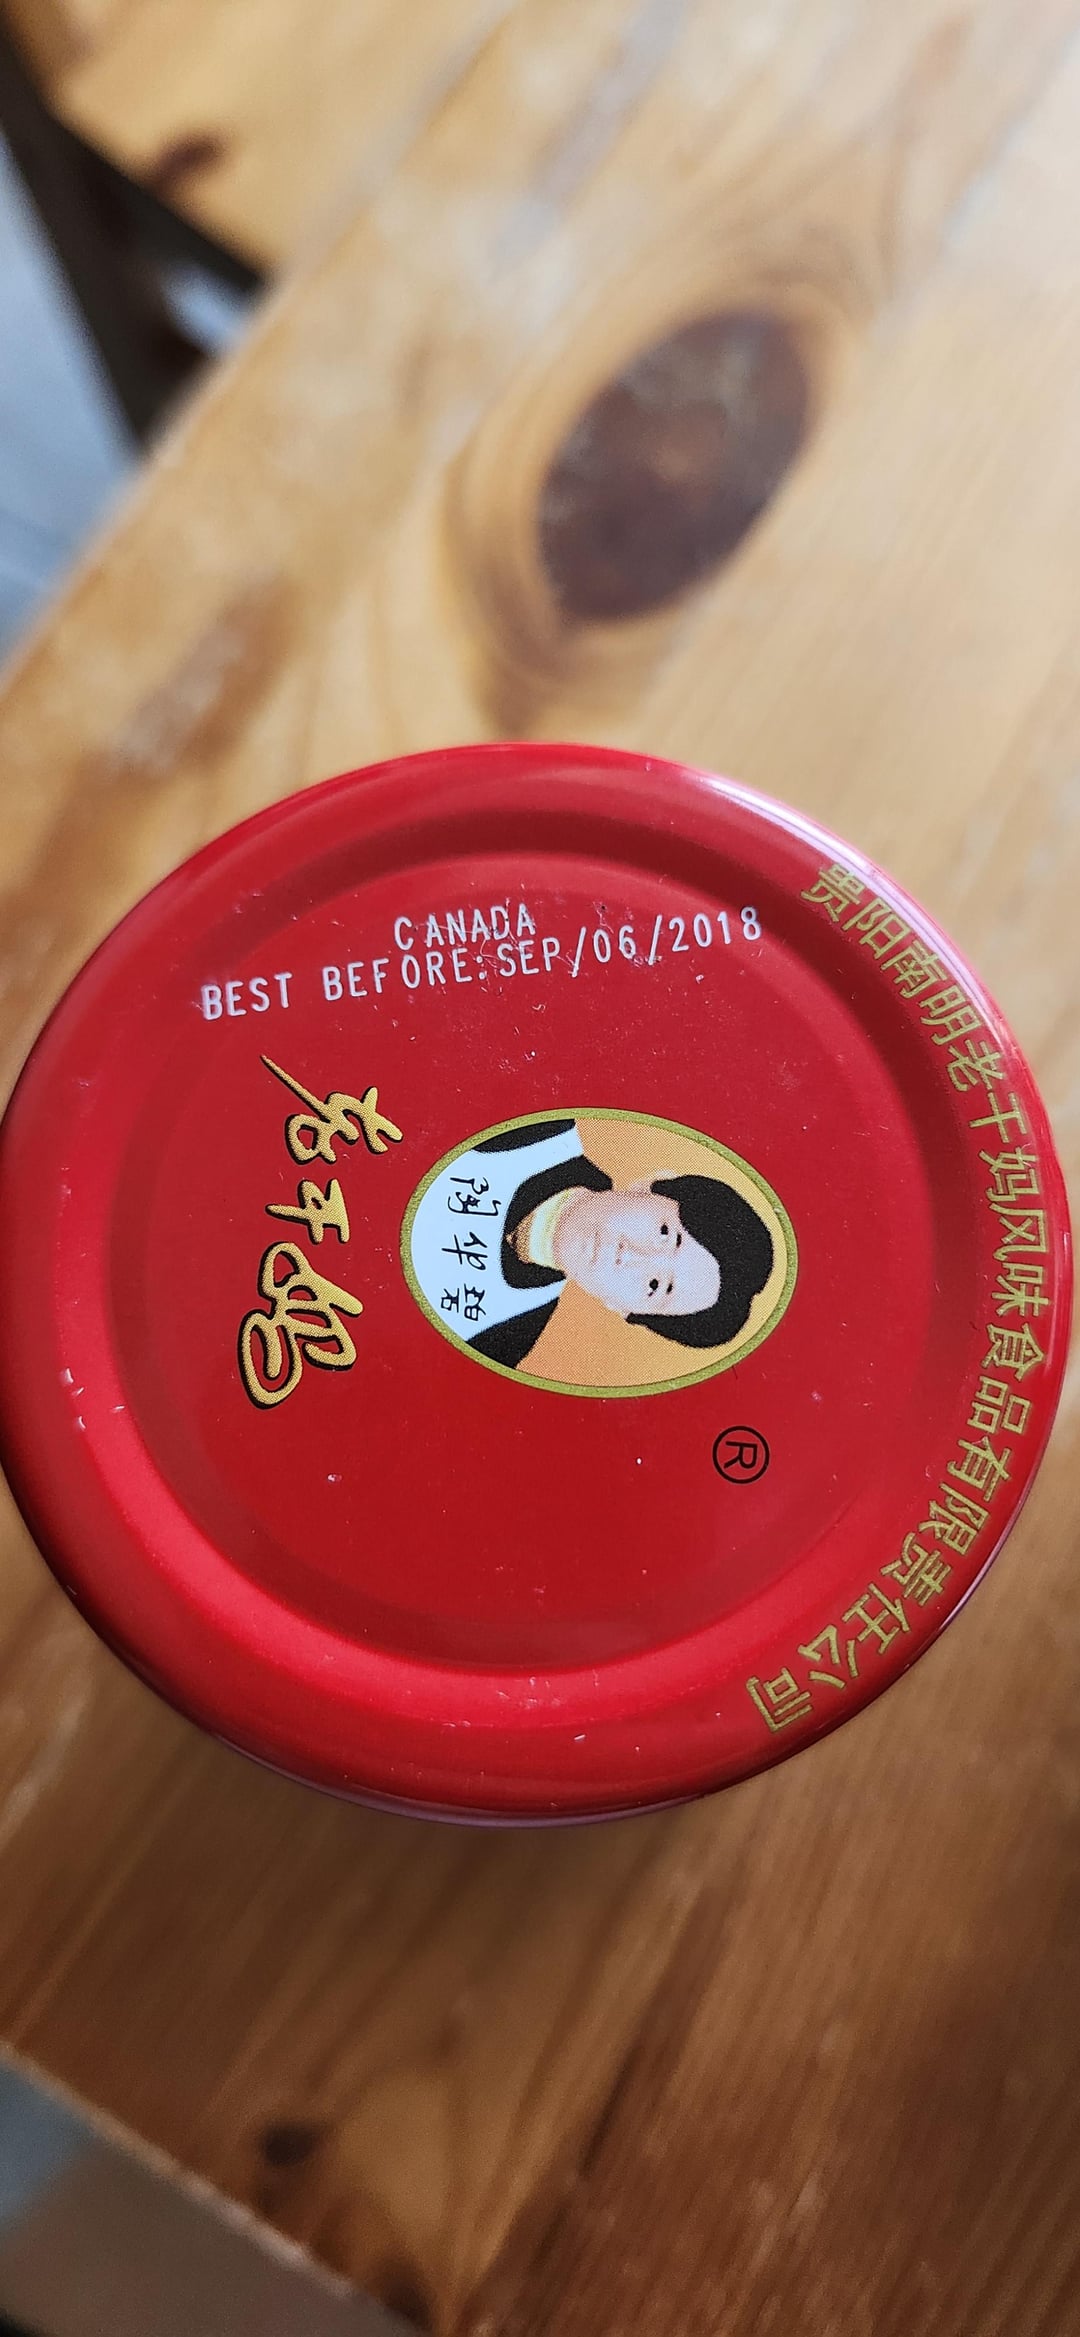 CANADA
BEST BEFORE:SEP/06/2018
老干妈
陶华碧
®
贵阳南明老干妈风味食品有限责任公司